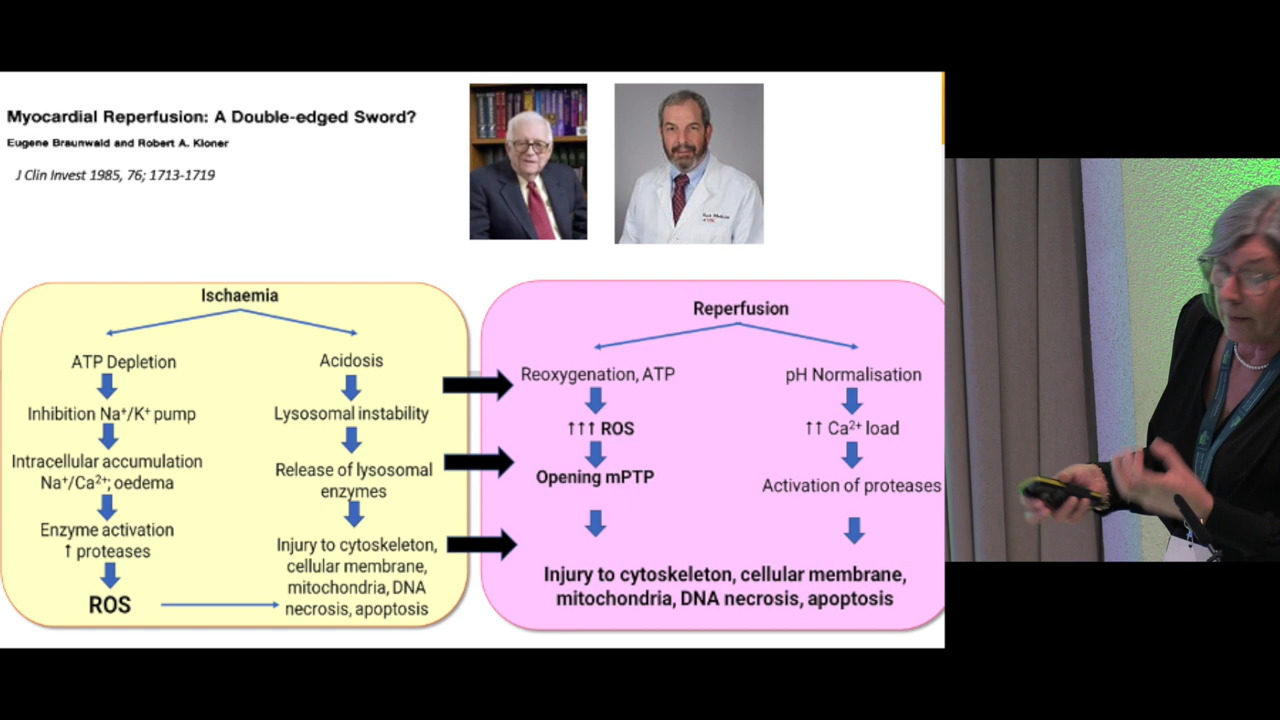 Myocardial Reperfusion: A Double-edged Sword?
Eugene Braunwald and Robert A. Kloner
J Clin Invest 1985, 76; 1713-1719
Ischaemia
ATP Depletion
Inhibition Na⁺/K⁺ pump
Intracellular accumulation
Na⁺/Ca²⁺; oedema
Enzyme activation
↑ proteases
ROS
Acidosis
Lysosomal instability
Release of lysosomal
enzymes
Injury to cytoskeleton,
cellular membrane,
mitochondria, DNA
necrosis, apoptosis
Reperfusion
Reoxygenation, ATP
↑↑↑ ROS
Opening mPTP
pH Normalisation
↑↑ Ca²⁺ load
Activation of proteases
Injury to cytoskeleton, cellular membrane,
mitochondria, DNA necrosis, apoptosis